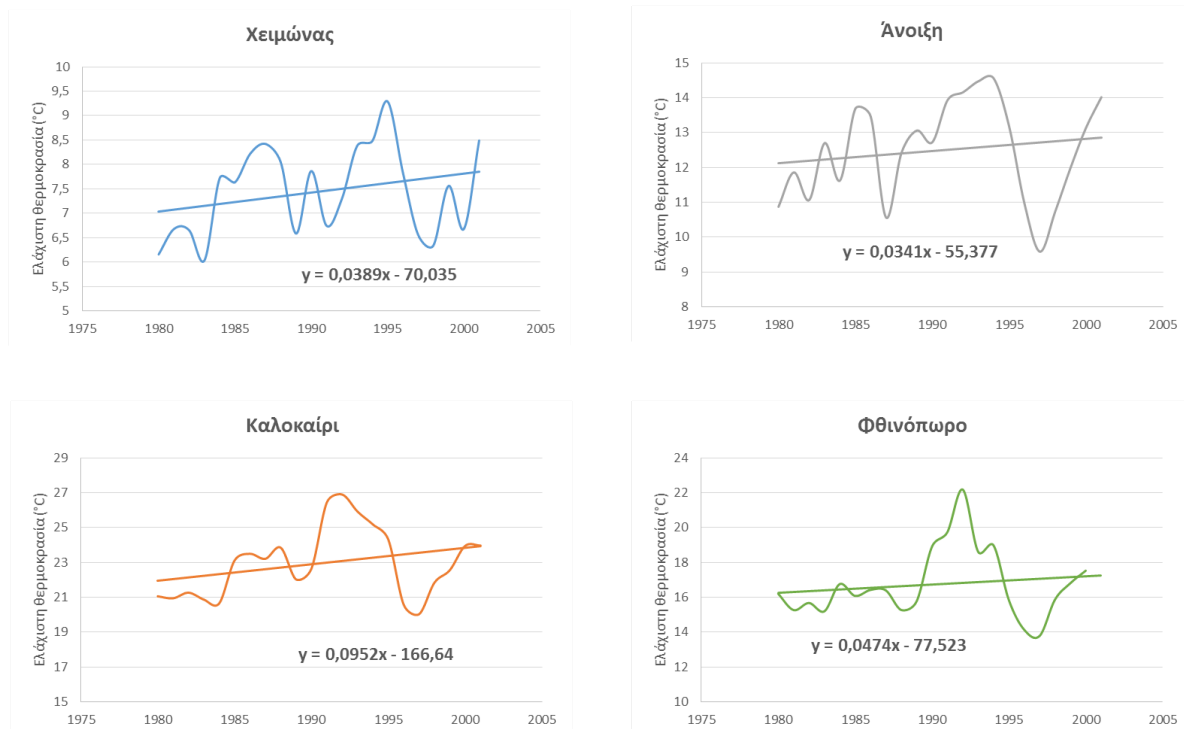 Χειμώνας
Ελάχιστη θερμοκρασία (°C)
10
9,5
9
8,5
8
7,5
7
6,5
6
5,5
5
y = 0,0389x - 70,035
1975 1980 1985 1990 1995 2000 2005
Άνοιξη
Ελάχιστη θερμοκρασία (°C)
15
14
13
12
11
10
9
8
y = 0,0341x - 55,377
1975 1980 1985 1990 1995 2000 2005
Καλοκαίρι
Ελάχιστη θερμοκρασία (°C)
29
27
25
23
21
19
17
15
y = 0,0952x - 166,64
1975 1980 1985 1990 1995 2000 2005
Φθινόπωρο
Ελάχιστη θερμοκρασία (°C)
24
22
20
18
16
14
12
10
y = 0,0474x - 77,523
1975 1980 1985 1990 1995 2000 2005